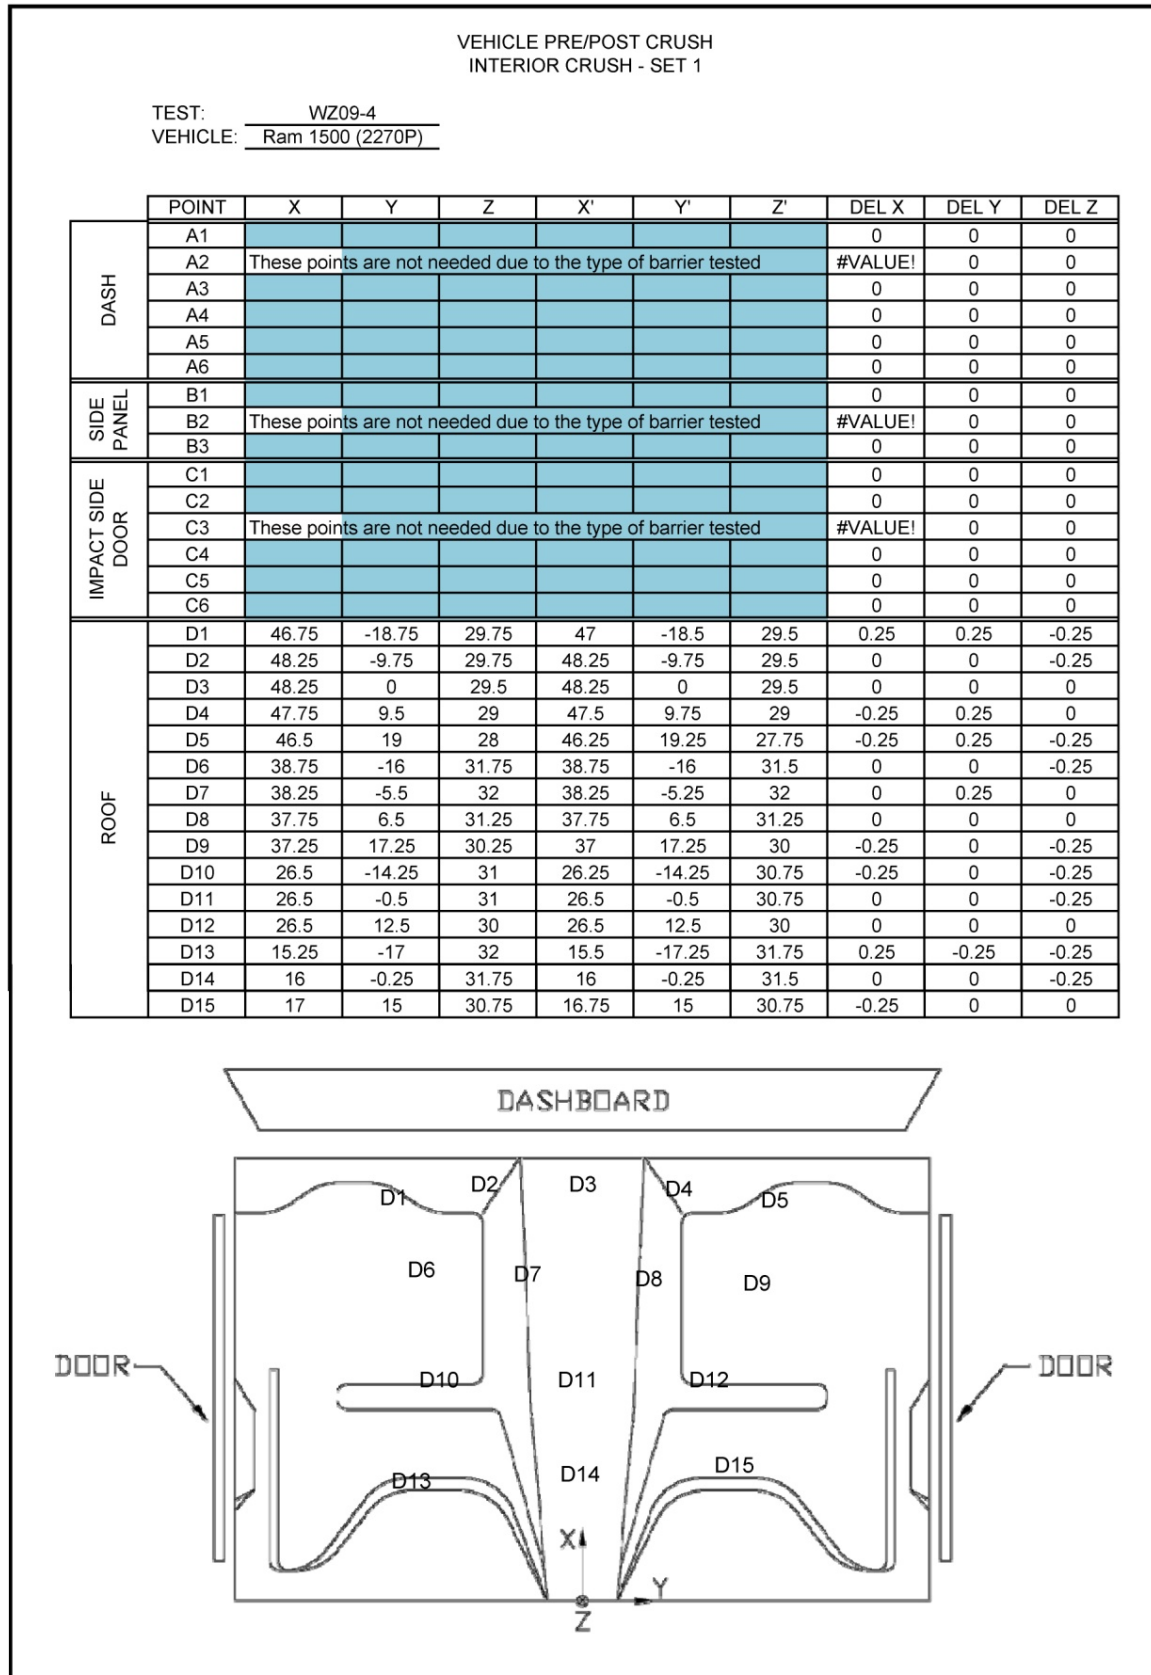 VEHICLE PRE/POST CRUSH
INTERIOR CRUSH - SET 1
TEST: WZ09-4
VEHICLE: Ram 1500 (2270P)
POINT X Y Z X' Y' Z' DEL X DEL Y DEL Z
DASH
A1 0 0 0
A2 These points are not needed due to the type of barrier tested #VALUE! 0 0
A3 0 0 0
A4 0 0 0
A5 0 0 0
A6 0 0 0
SIDE PANEL
B1 0 0 0
B2 These points are not needed due to the type of barrier tested #VALUE! 0 0
B3 0 0 0
IMPACT SIDE DOOR
C1 0 0 0
C2 0 0 0
C3 These points are not needed due to the type of barrier tested #VALUE! 0 0
C4 0 0 0
C5 0 0 0
C6 0 0 0
ROOF
D1 46.75 -18.75 29.75 47 -18.5 29.5 0.25 0.25 -0.25
D2 48.25 -9.75 29.75 48.25 -9.75 29.5 0 0 -0.25
D3 48.25 0 29.5 48.25 0 29.5 0 0 0
D4 47.75 9.5 29 47.5 9.75 29 -0.25 0.25 0
D5 46.5 19 28 46.25 19.25 27.75 -0.25 0.25 -0.25
D6 38.75 -16 31.75 38.75 -16 31.5 0 0 -0.25
D7 38.25 -5.5 32 38.25 -5.25 32 0 0.25 0
D8 37.75 6.5 31.25 37.75 6.5 31.25 0 0 0
D9 37.25 17.25 30.25 37 17.25 30 -0.25 0 -0.25
D10 26.5 -14.25 31 26.25 -14.25 30.75 -0.25 0 -0.25
D11 26.5 -0.5 31 26.5 -0.5 30.75 0 0 -0.25
D12 26.5 12.5 30 26.5 12.5 30 0 0 0
D13 15.25 -17 32 15.5 -17.25 31.75 0.25 -0.25 -0.25
D14 16 -0.25 31.75 16 -0.25 31.5 0 0 -0.25
D15 17 15 30.75 16.75 15 30.75 -0.25 0 0
DASHBOARD
D1 D2 D3 D4 D5
D6 D7 D8 D9
DOOR D10 D11 D12 DOOR
D13 D14 D15
X
Y
Z